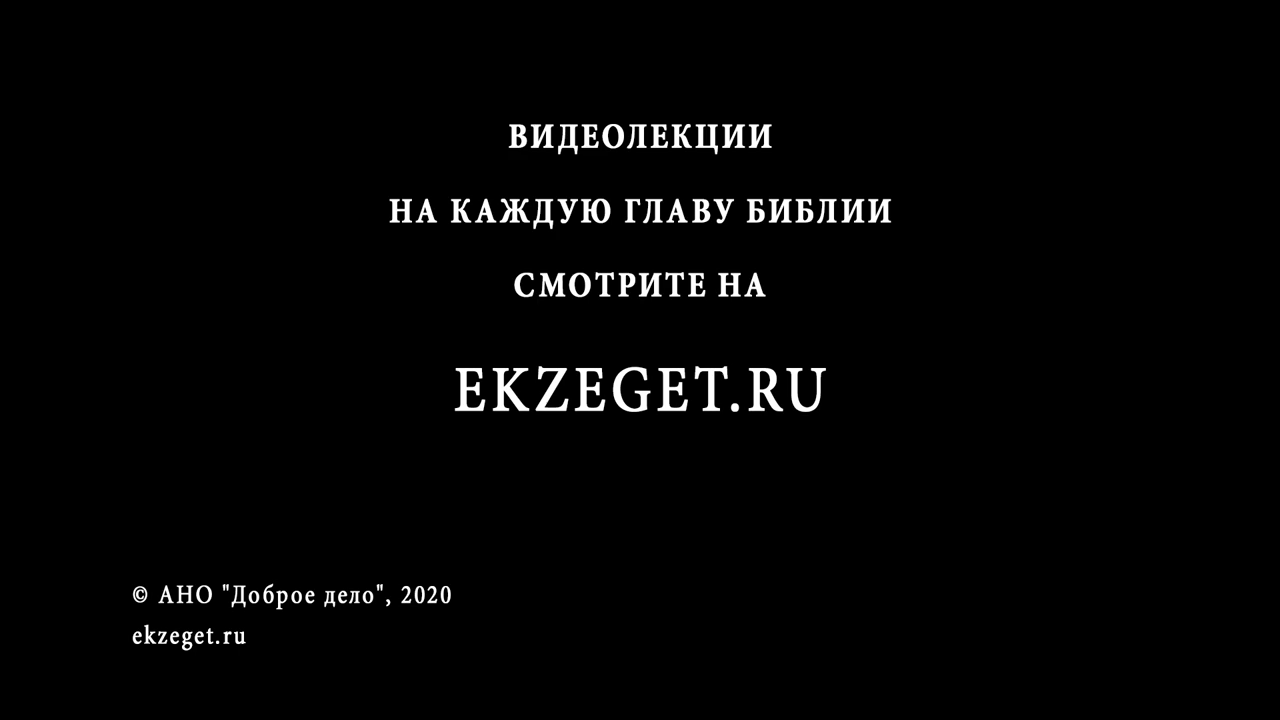 ВИДЕОЛЕКЦИИ
НА КАЖДУЮ ГЛАВУ БИБЛИИ
СМОТРИТЕ НА
EKZEGET.RU
© АНО "Доброе дело", 2020
ekzeget.ru